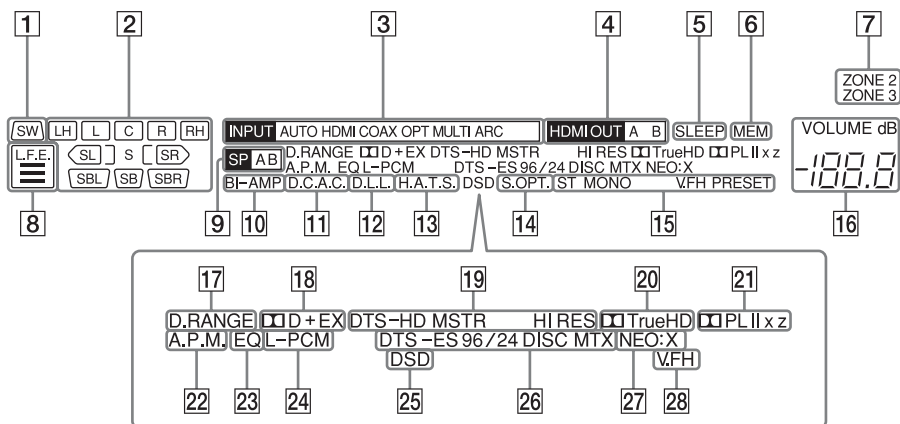 1 2 3 4 5 6 7
ZONE 2
ZONE 3
SW LH L C R RH INPUT AUTO HDMI COAX OPT MULTI ARC HDMI OUT A B SLEEP MEM VOLUME dB
L.F.E. SL S SR SP A B D.RANGE D+EX DTS-HD MSTR HI RES TrueHD PLII x z
SBL SB SBR A.P.M. EQ L-PCM DTS-ES 96/24 DISC MTX NEO:X
BI-AMP D.C.A.C. D.L.L. H.A.T.S. DSD S.OPT. ST MONO V.FH PRESET -188.8
8 9 10 11 12 13 14 15 16
17 18 19 20 21
D.RANGE D+EX DTS-HD MSTR HI RES TrueHD PLII x z
A.P.M. EQ L-PCM DTS-ES 96/24 DISC MTX NEO:X
DSD V.FH
22 23 24 25 26 27 28